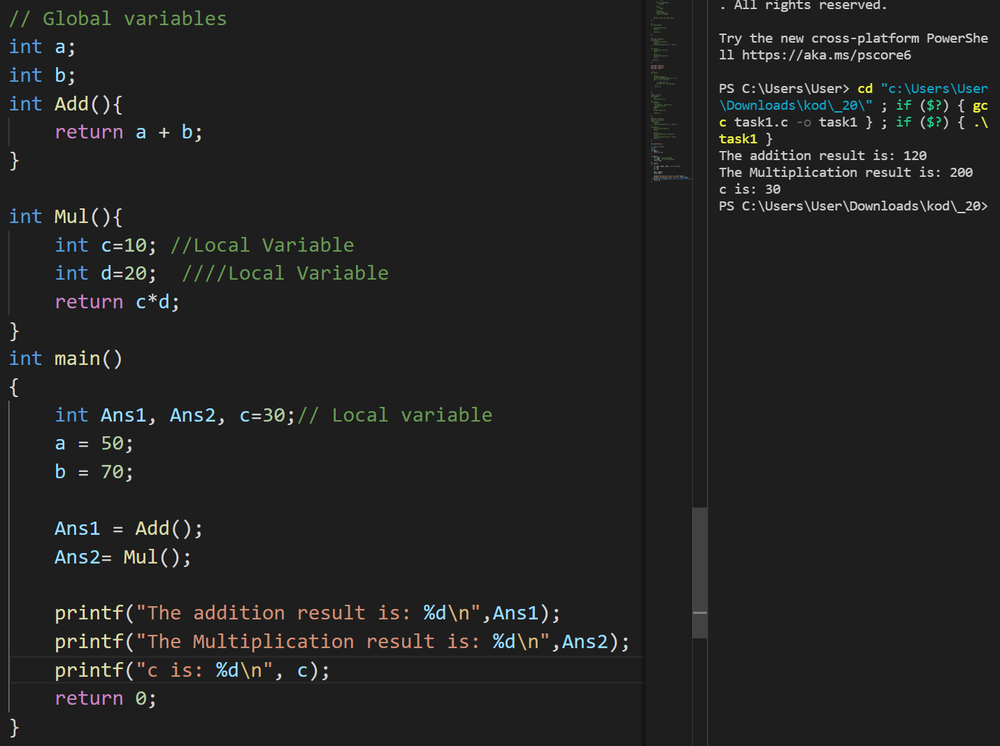 // Global variables
int a;
int b;
int Add(){
    return a + b;
}

int Mul(){
    int c=10; //Local Variable
    int d=20;  ////Local Variable
    return c*d;
}
int main()
{
    int Ans1, Ans2, c=30;// Local variable
    a = 50;
    b = 70;

    Ans1 = Add();
    Ans2= Mul();

    printf("The addition result is: %d\n",Ans1);
    printf("The Multiplication result is: %d\n",Ans2);
    printf("c is: %d\n", c);
    return 0;
}
. All rights reserved.

Try the new cross-platform PowerShe
ll https://aka.ms/pscore6

PS C:\Users\User> cd "c:\Users\User
\Downloads\kod\_20\" ; if ($?) { gc
c task1.c -o task1 } ; if ($?) { .\
task1 }
The addition result is: 120
The Multiplication result is: 200
c is: 30
PS C:\Users\User\Downloads\kod\_20>